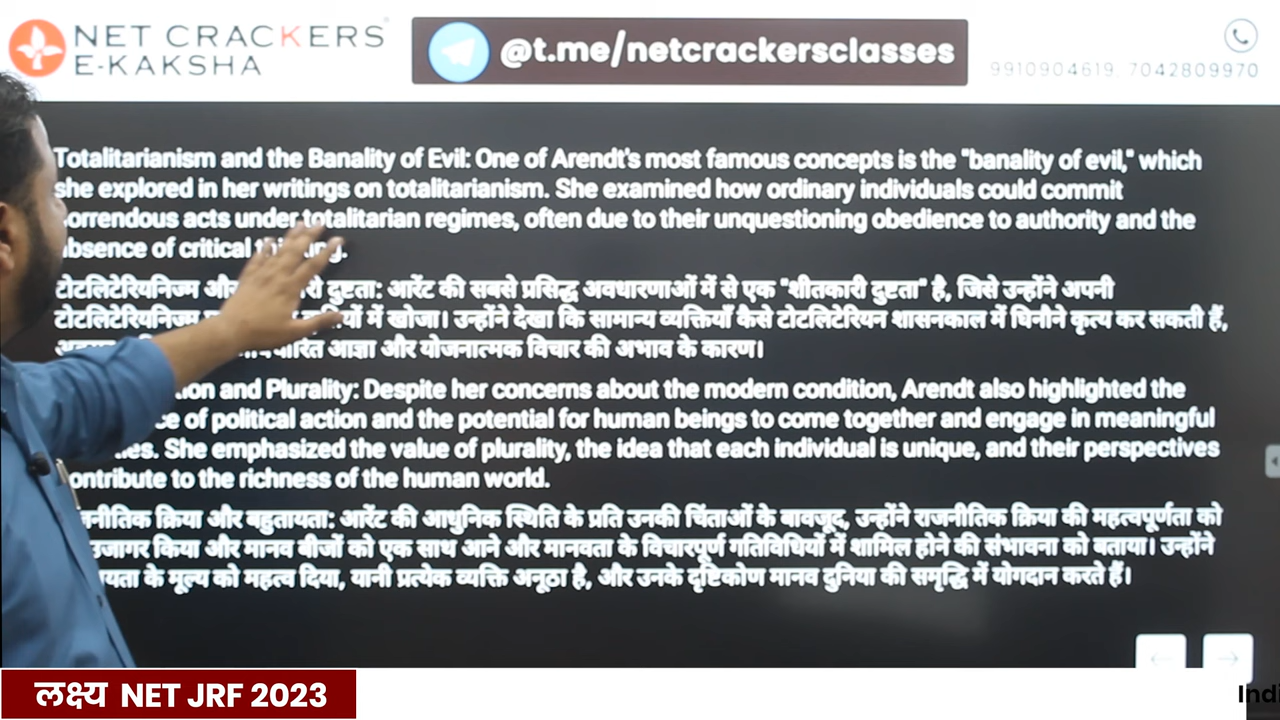 NET CRACKERS
E-KAKSHA
@t.me/netcrackersclasses
9910904619, 7042809970
Totalitarianism and the Banality of Evil: One of Arendt's most famous concepts is the "banality of evil," which
she explored in her writings on totalitarianism. She examined how ordinary individuals could commit
acts under totalitarian regimes, often due to their unquestioning obedience to authority and the
of critical
टोटलिटेरियनिज्म दुष्टता: आरेंट की सबसे प्रसिद्ध अवधारणाओं में से एक "शीतकारी दुष्टता" है, जिसे उन्होंने अपनी
टोटलिटेरियनिज्म में खोजा। उन्होंने देखा कि सामान्य व्यक्तियाँ कैसे टोटलिटेरियन शासनकाल में घिनौने कृत्य कर सकती हैं,
आज्ञा और योजनात्मक विचार की अभाव के कारण।
and Plurality: Despite her concerns about the modern condition, Arendt also highlighted the
of political action and the potential for human beings to come together and engage in meaningful
She emphasized the value of plurality, the idea that each individual is unique, and their perspectives
to the richness of the human world.
क्रिया और बहुतायता: आरेंट की आधुनिक स्थिति के प्रति उनकी चिंताओं के बावजूद, उन्होंने राजनीतिक क्रिया की महत्वपूर्णता को
उजागर किया और मानव बीजों को एक साथ आने और मानवता के विचारपूर्ण गतिविधियों में शामिल होने की संभावना को बताया। उन्होंने
के मूल्य को महत्व दिया, यानी प्रत्येक व्यक्ति अनूठा है, और उनके दृष्टिकोण मानव दुनिया की समृद्धि में योगदान करते हैं।
लक्ष्य NET JRF 2023